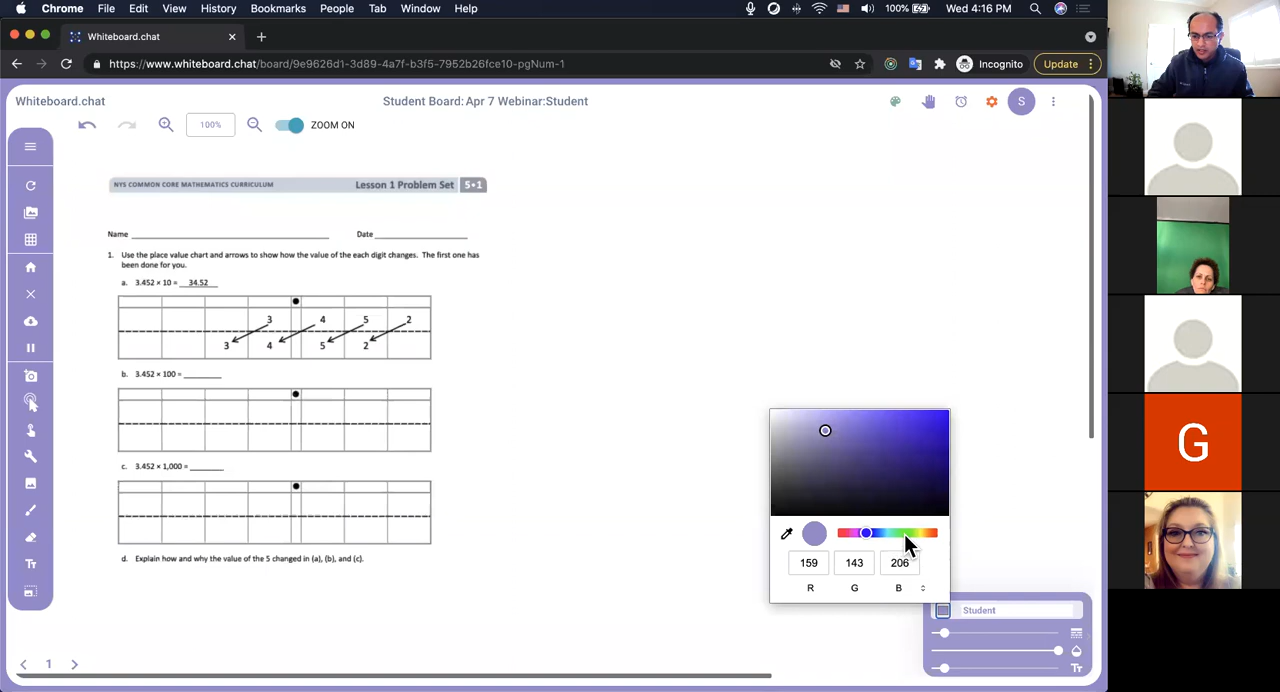 Chrome File Edit View History Bookmarks People Tab Window Help 100% Wed 4:16 PM
Whiteboard.chat
https://www.whiteboard.chat/board/9e9626d1-3d89-4a7f-b3f5-7952b26fce1e-pgNum-1 Incognito Update
Whiteboard.chat Student Board: Apr 7 Webinar:Student S
100% ZOOM ON
NYS COMMON CORE MATHEMATICS CURRICULUM Lesson 1 Problem Set 5•1
Name Date
1. Use the place value chart and arrows to show how the value of the each digit changes. The first one has
been done for you.
a. 3.452 × 10 = 34.52
3 4 5 2
3 4 5 2
b. 3.452 × 100 =
c. 3.452 × 1,000 =
d. Explain how and why the value of the 5 changed in (a), (b), and (c).
159 143 206
R G B
Student
Tт
Tт
1
G